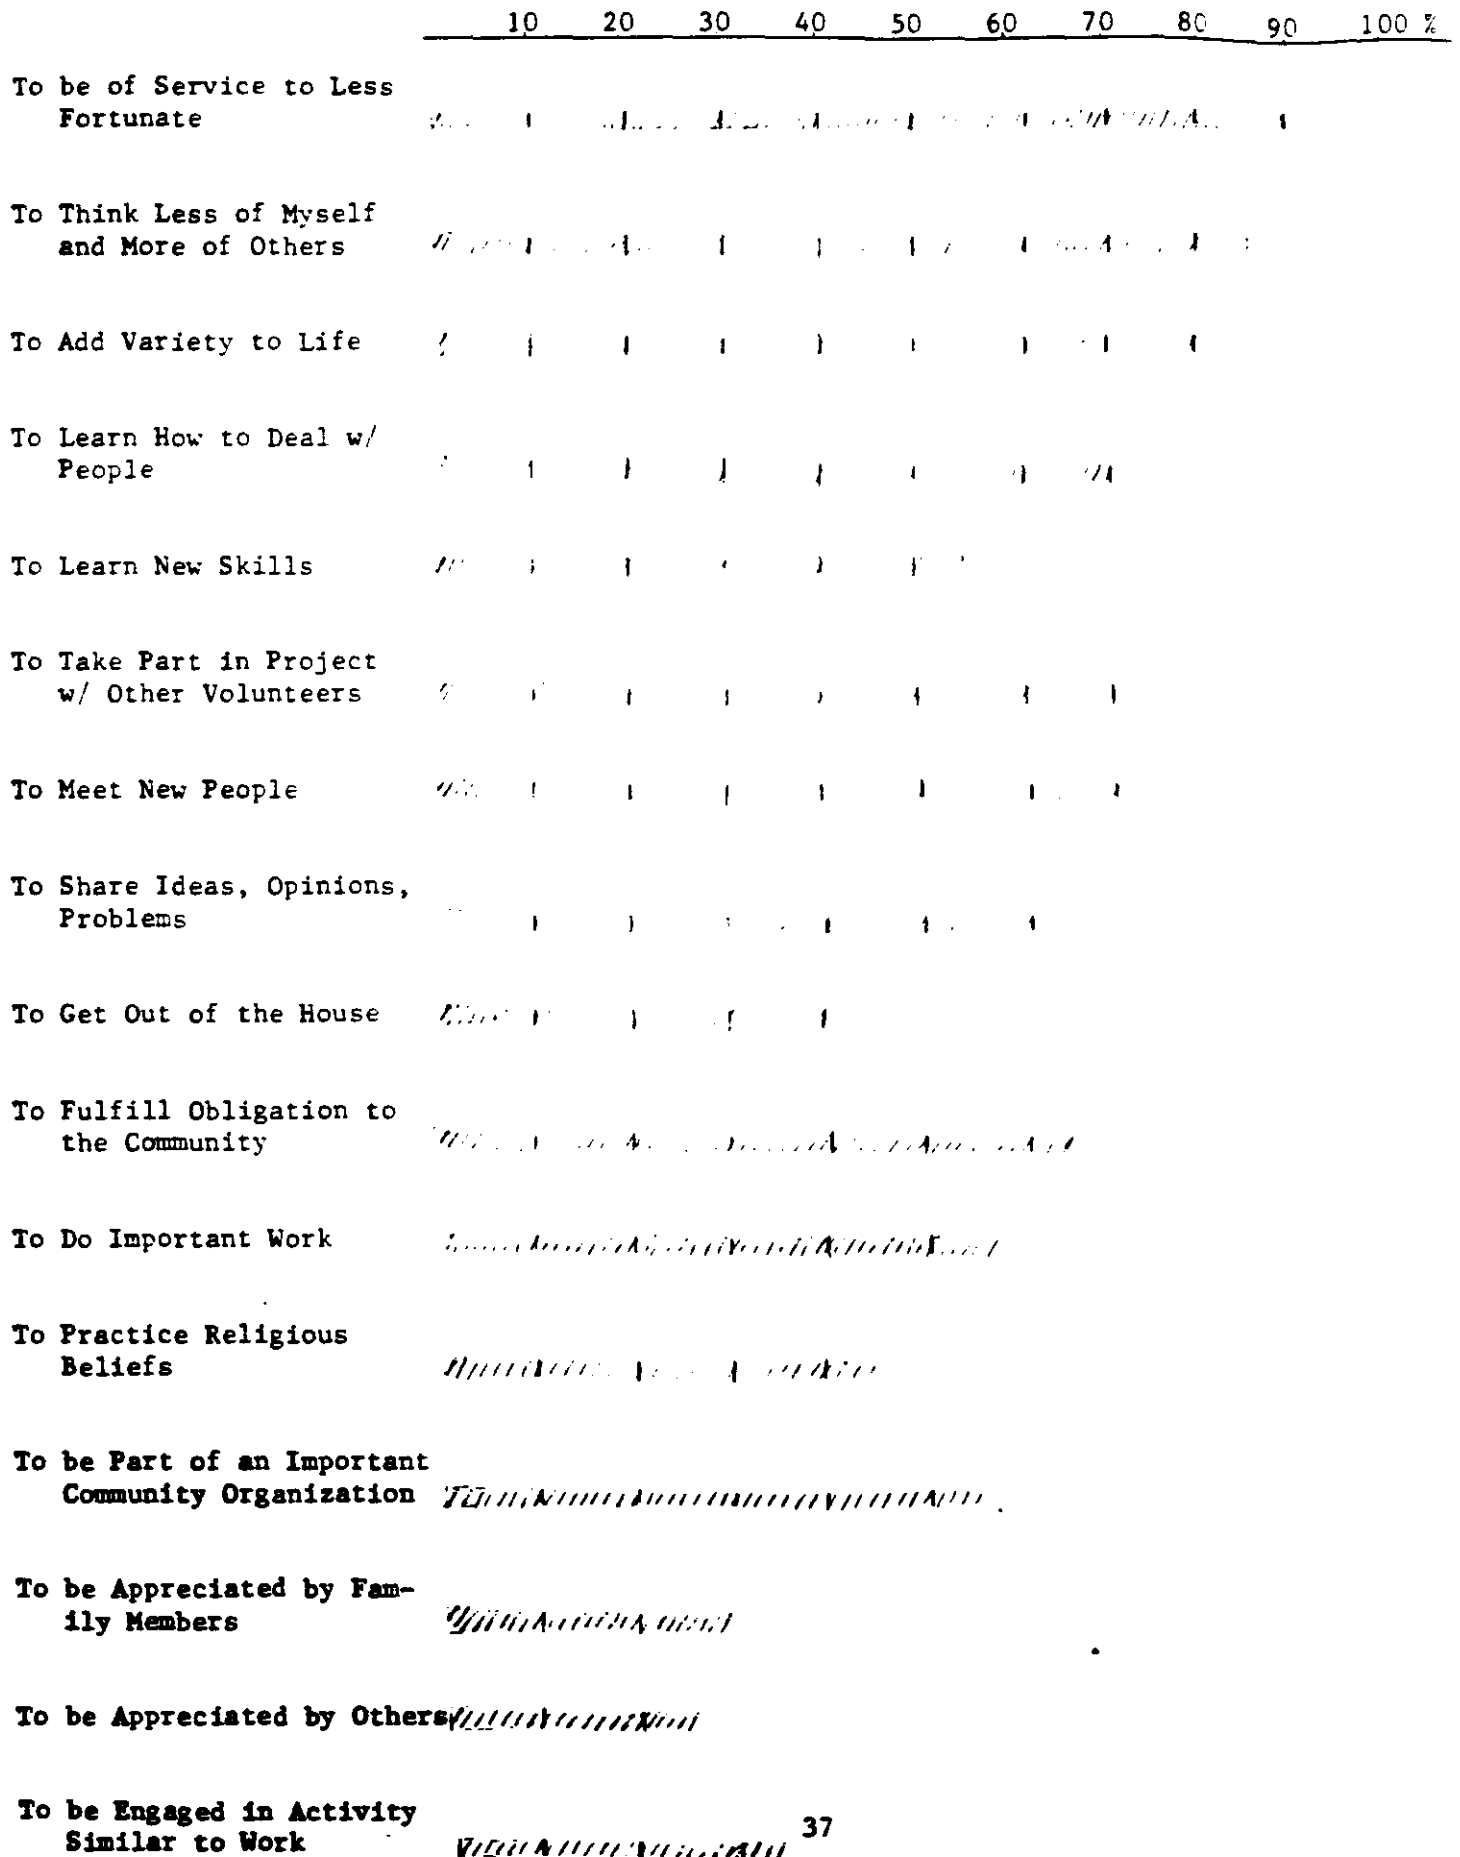 10 20 30 40 50 60 70 80 90 100 %
To be of Service to Less
Fortunate
To Think Less of Myself
and More of Others
To Add Variety to Life
To Learn How to Deal w/
People
To Learn New Skills
To Take Part in Project
w/ Other Volunteers
To Meet New People
To Share Ideas, Opinions,
Problems
To Get Out of the House
To Fulfill Obligation to
the Community
To Do Important Work
To Practice Religious
Beliefs
To be Part of an Important
Community Organization
To be Appreciated by Fam-
ily Members
To be Appreciated by Others
To be Engaged in Activity
Similar to Work
37